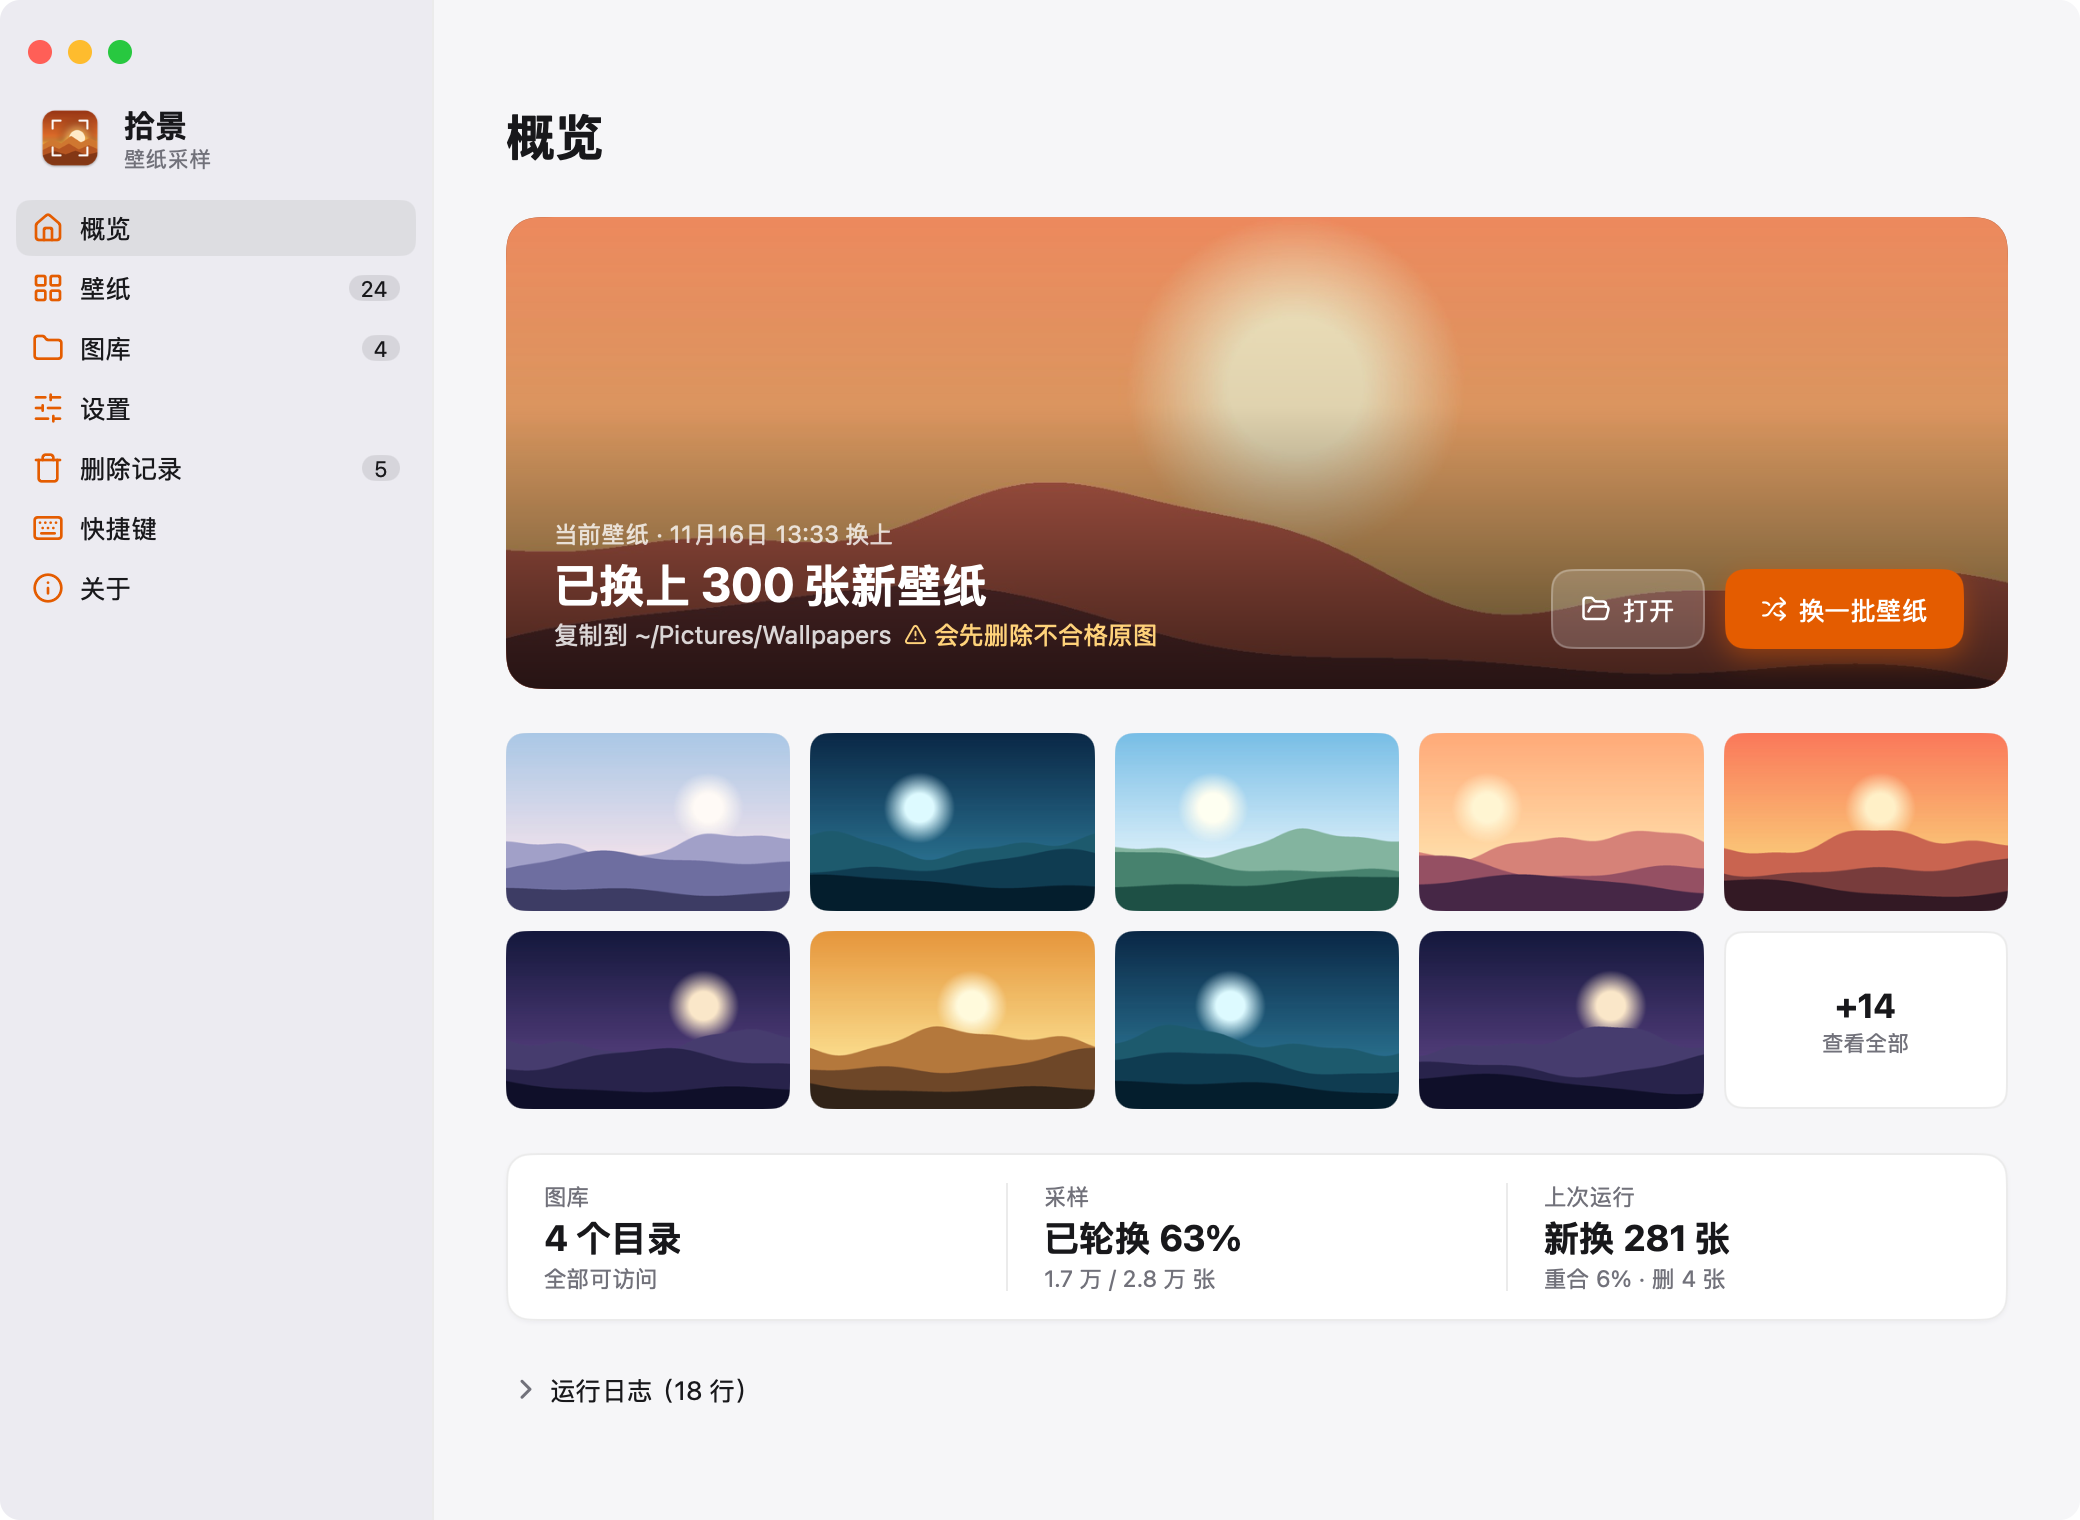 拾景
壁纸采样
概览
壁纸 24
图库 4
设置
删除记录 5
快捷键
关于
概览
当前壁纸 · 11月16日 13:33 换上
已换上 300 张新壁纸
复制到 ~/Pictures/Wallpapers 会先删除不合格原图
打开
换一批壁纸
+14
查看全部
图库
4 个目录
全部可访问
采样
已轮换 63%
1.7 万 / 2.8 万 张
上次运行
新换 281 张
重合 6% · 删 4 张
运行日志（18 行）